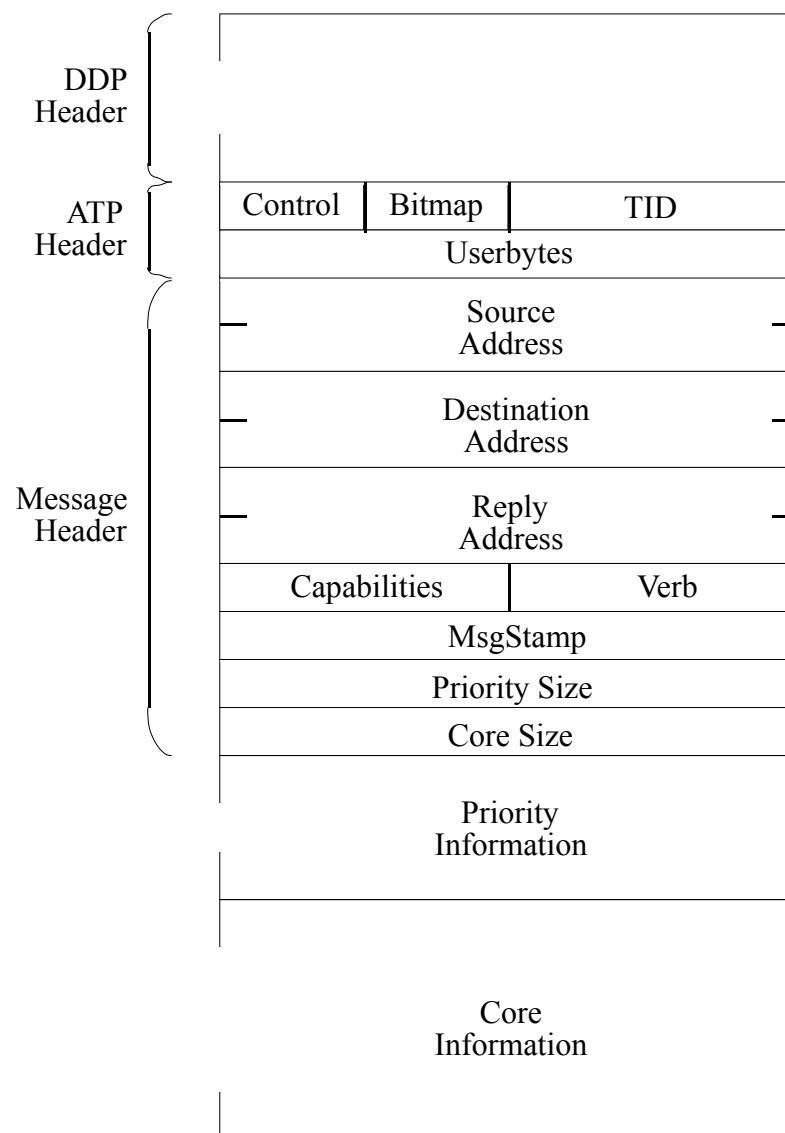 DDP
Header
ATP
Header
Control Bitmap TID
Userbytes
Source
Address
Destination
Address
Message
Header
Reply
Address
Capabilities Verb
MsgStamp
Priority Size
Core Size
Priority
Information
Core
Information